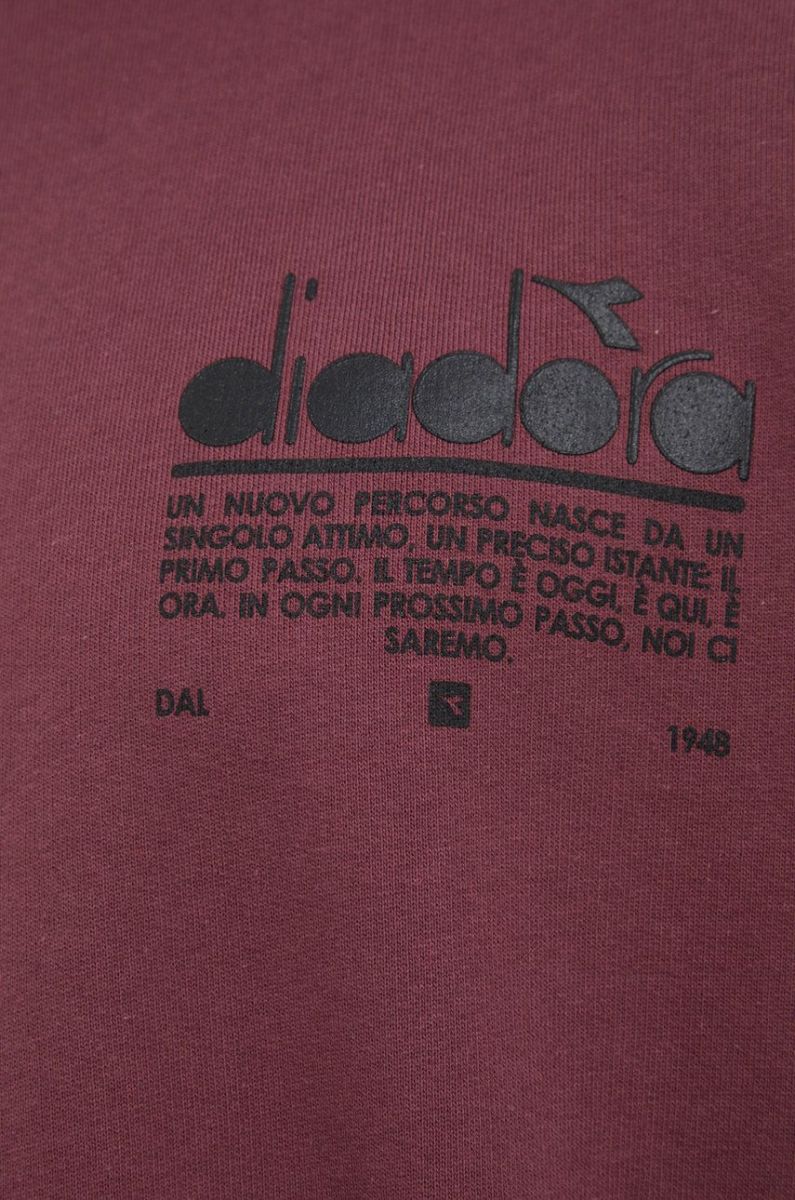 diadora
UN NUOVO PERCORSO NASCE DA UN
SINGOLO ATTIMO, UN PRECISO ISTANTE: IL
PRIMO PASSO. IL TEMPO È OGGI, È QUI, È
ORA. IN OGNI PROSSIMO PASSO, NOI CI
SAREMO.
DAL 1948